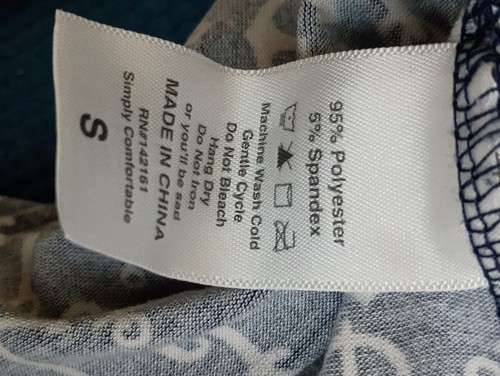 95% Polyester
5% Spandex
Machine Wash Cold
Gentle Cycle
Do Not Bleach
Hang Dry
Do Not Iron
or you'll be sad
MADE IN CHINA
RN#142161
Simply Comfortable
S